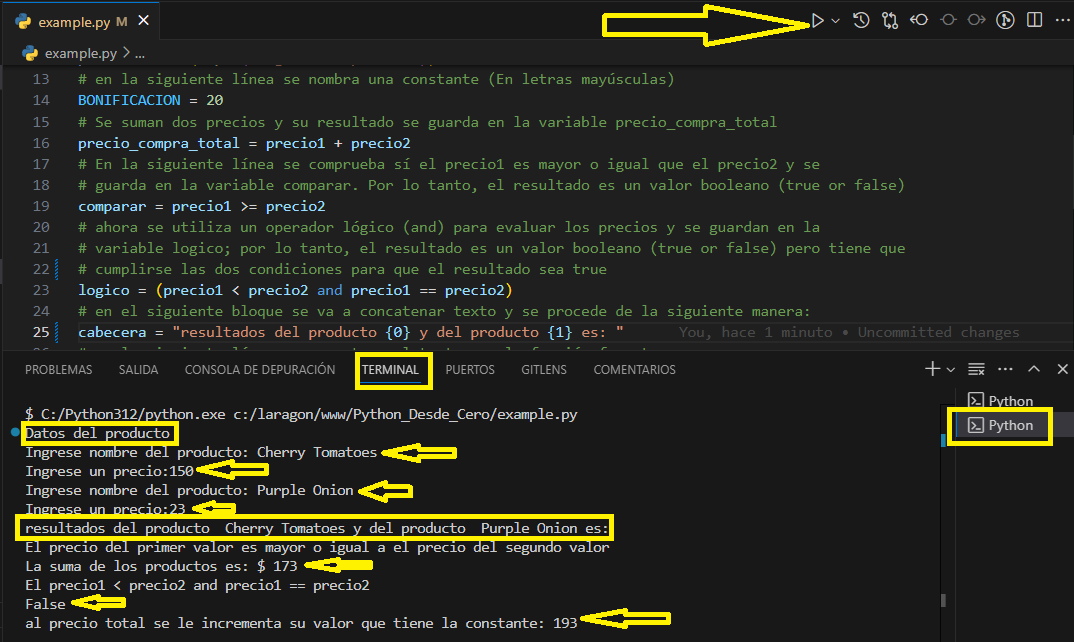 example.py M
example.py > ...
13 # en la siguiente línea se nombra una constante (En letras mayúsculas)
14 BONIFICACION = 20
15 # Se suman dos precios y su resultado se guarda en la variable precio_compra_total
16 precio_compra_total = precio1 + precio2
17 # En la siguiente línea se comprueba sí el precio1 es mayor o igual que el precio2 y se
18 # guarda en la variable comparar. Por lo tanto, el resultado es un valor booleano (true or false)
19 comparar = precio1 >= precio2
20 # ahora se utiliza un operador lógico (and) para evaluar los precios y se guardan en la
21 # variable logico; por lo tanto, el resultado es un valor booleano (true or false) pero tiene que
22 # cumplirse las dos condiciones para que el resultado sea true
23 logico = (precio1 < precio2 and precio1 == precio2)
24 # en el siguiente bloque se va a concatenar texto y se procede de la siguiente manera:
25 cabecera = "resultados del producto {0} y del producto {1} es: " You, hace 1 minuto • Uncommitted changes
PROBLEMAS SALIDA CONSOLA DE DEPURACIÓN TERMINAL PUERTOS GITLENS COMENTARIOS
$ C:/Python312/python.exe c:/laragon/www/Python_Desde_Cero/example.py
Datos del producto
Ingrese nombre del producto: Cherry Tomatoes
Ingrese un precio:150
Ingrese nombre del producto: Purple Onion
Ingrese un precio:23
resultados del producto  Cherry Tomatoes y del producto  Purple Onion es:
El precio del primer valor es mayor o igual a el precio del segundo valor
La suma de los productos es: $ 173
El precio1 < precio2 and precio1 == precio2
False
al precio total se le incrementa su valor que tiene la constante: 193
Python
Python